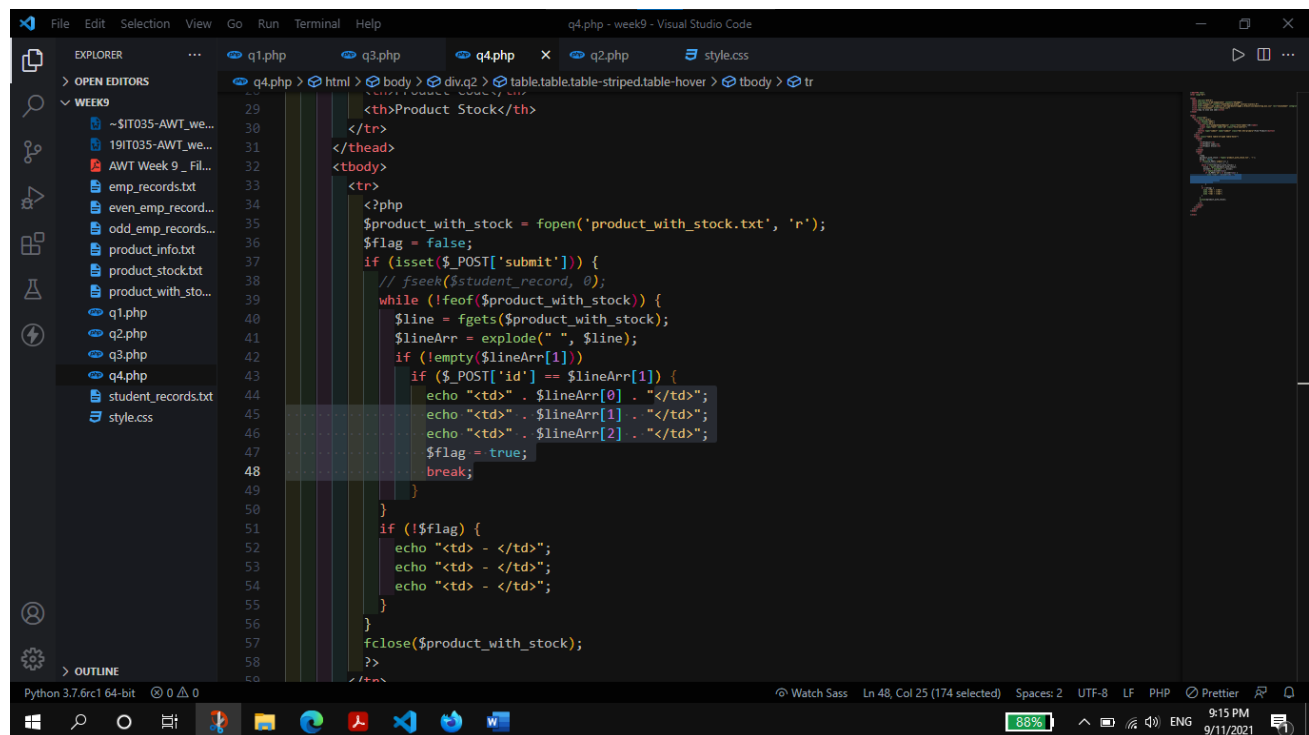 File Edit Selection View Go Run Terminal Help q4.php - week9 - Visual Studio Code
EXPLORER ... q1.php q3.php q4.php X q2.php style.css
> OPEN EDITORS
q4.php > html > body > div.q2 > table.table.table-striped.table-hover > tbody > tr
WEEK9
~$IT035-AWT_we...
19IT035-AWT_we...
AWT Week 9 _ Fil...
emp_records.txt
even_emp_record...
odd_emp_records...
product_info.txt
product_stock.txt
product_with_sto...
q1.php
q2.php
q3.php
q4.php
student_records.txt
style.css
> OUTLINE
29 <th>Product Stock</th>
30 </tr>
31 </thead>
32 <tbody>
33 <tr>
34 <?php
35 $product_with_stock = fopen('product_with_stock.txt', 'r');
36 $flag = false;
37 if (isset($_POST['submit'])) {
38 // fseek($student_record, 0);
39 while (!feof($product_with_stock)) {
40 $line = fgets($product_with_stock);
41 $lineArr = explode(" ", $line);
42 if (!empty($lineArr[1]))
43 if ($_POST['id'] == $lineArr[1]) {
44 echo "<td>" . $lineArr[0] . "</td>";
45 echo "<td>" . $lineArr[1] . "</td>";
46 echo "<td>" . $lineArr[2] . "</td>";
47 $flag = true;
48 break;
49 }
50 }
51 if (!$flag) {
52 echo "<td> - </td>";
53 echo "<td> - </td>";
54 echo "<td> - </td>";
55 }
56 }
57 fclose($product_with_stock);
58 ?>
59 </tr>
Python 3.7.6rc1 64-bit 0 0 Watch Sass Ln 48, Col 25 (174 selected) Spaces: 2 UTF-8 LF PHP Prettier
88% ENG 9:15 PM
9/11/2021 1